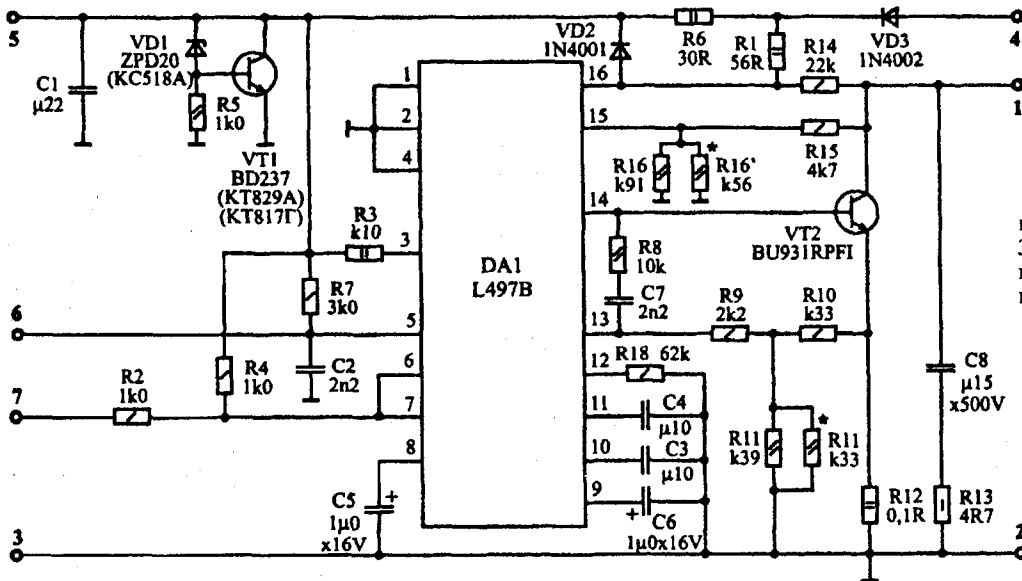 5
4
VD1
ZPD20
(КС518А)
C1
µ22
R5
1k0
VT1
BD237
(КТ829А)
(КТ817Г)
VD2
1N4001
R6
30R
R1
56R
VD3
1N4002
R14
22k
1
1
2
4
3
5
6
7
8
16
15
14
13
12
11
10
9
DA1
L497B
R16
k91
*
R16'
k56
R15
4k7
VT2
BU931RPFI
R3
k10
R7
3k0
R8
10k
C7
2n2
R9
2k2
R10
k33
6
R4
1k0
C2
2n2
R18 62k
C8
µ15
x500V
7
R2
1k0
C4
µ10
C3
µ10
R11
k39
*
R11
k33
C5
+
1µ0
x16V
+
C6
1µ0x16V
R12
0,1R
R13
4R7
3
2